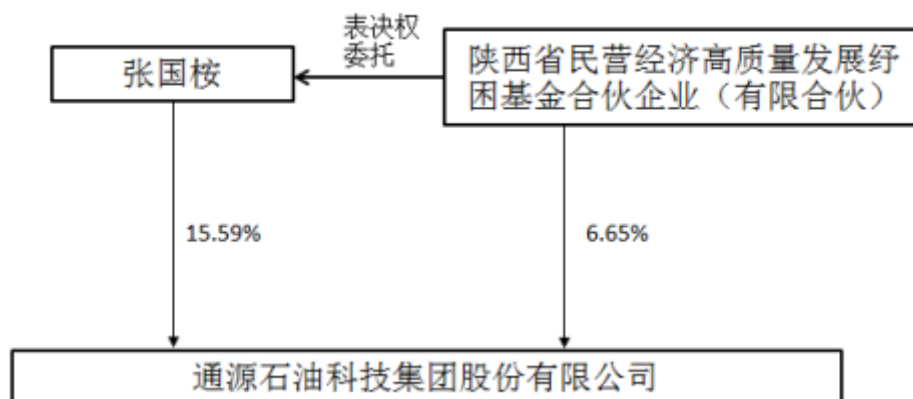 表决权
委托
张国桉
陕西省民营经济高质量发展纾
困基金合伙企业（有限合伙）
15.59%
6.65%
通源石油科技集团股份有限公司